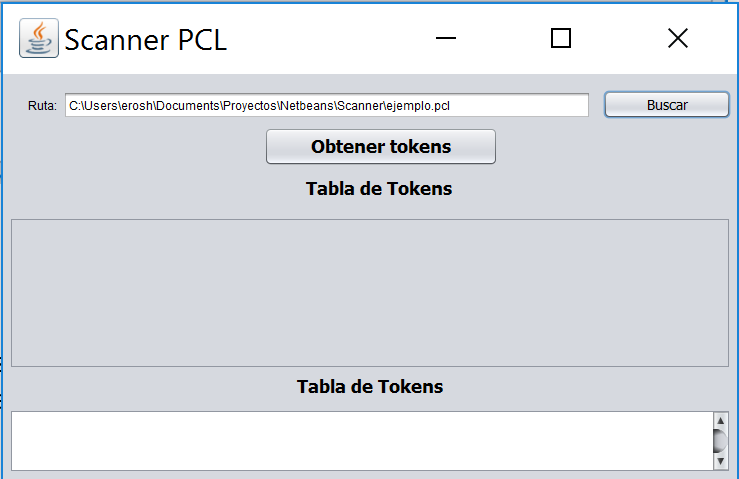 Scanner PCL
Ruta: C:\Users\erosh\Documents\Proyectos\Netbeans\Scanner\ejemplo.pcl Buscar
Obtener tokens
Tabla de Tokens
Tabla de Tokens